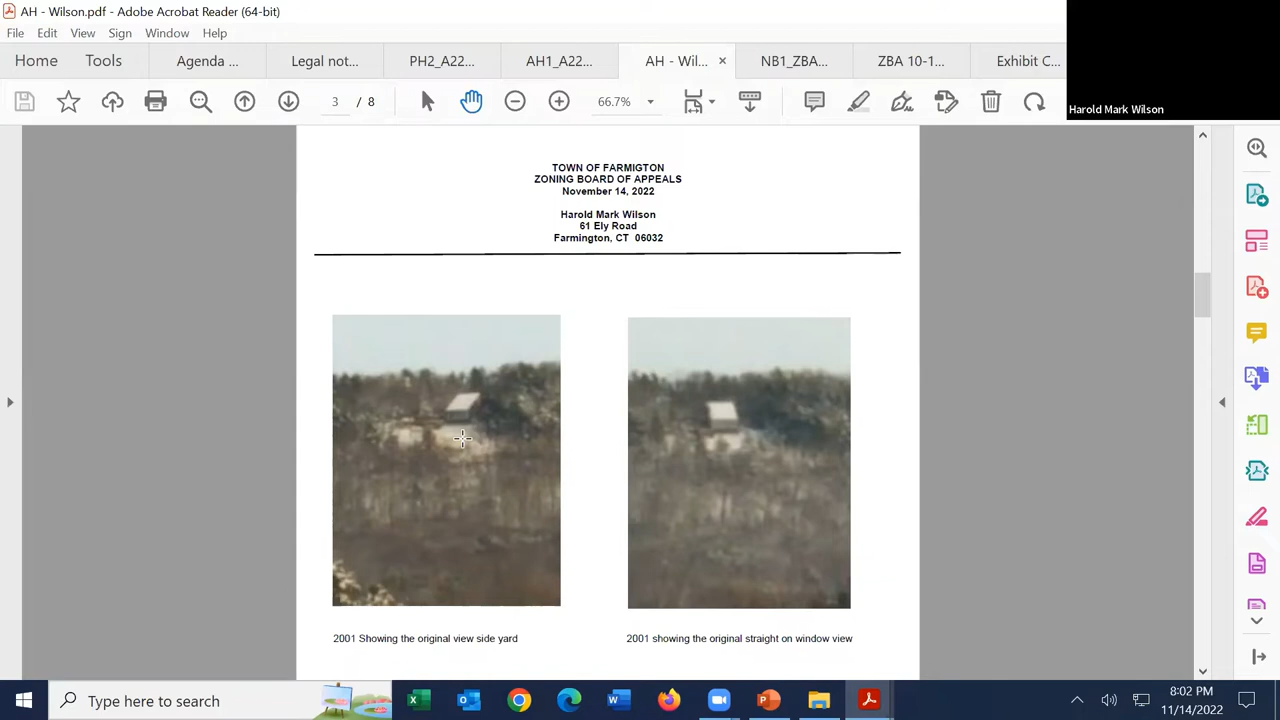 AH - Wilson.pdf - Adobe Acrobat Reader (64-bit)
File Edit View Sign Window Help
Home Tools Agenda ... Legal not... PH2_A22... AH1_A22... AH - Wil... × NB1_ZBA... ZBA 10-1... Exhibit C...
3 / 8 66.7%
Harold Mark Wilson
TOWN OF FARMIGTON
ZONING BOARD OF APPEALS
November 14, 2022
Harold Mark Wilson
61 Ely Road
Farmington, CT 06032
2001 Showing the original view side yard
2001 showing the original straight on window view
Type here to search
8:02 PM
11/14/2022